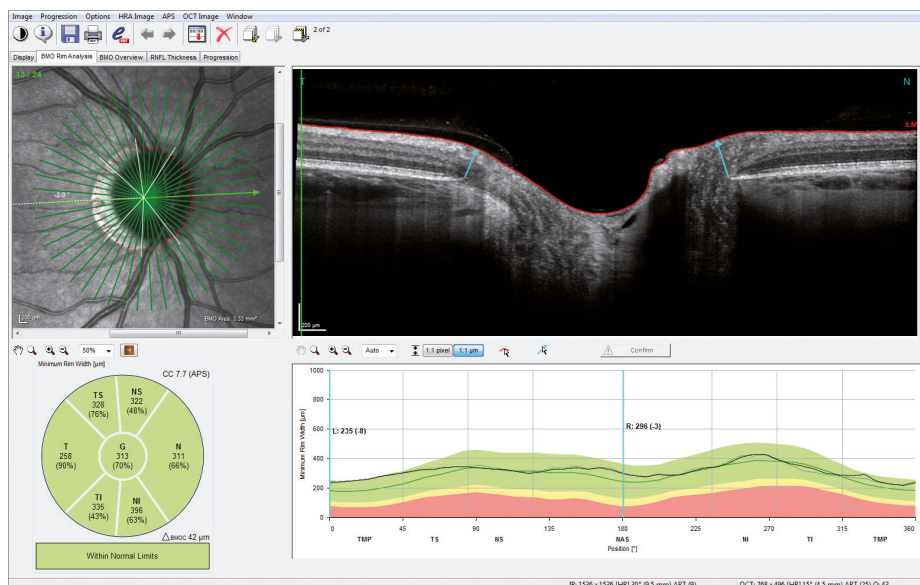 Image Progression Options HRA Image APS OCT Image Window
2 of 2
Display BMO Rim Analysis BMO Overview RNFL Thickness Progression
13 / 24
-2.9 °
200 µm
BMO Area: 3.33 mm²
T
N
ILM
200 µm
50%
Auto
1:1 pixel
1:1 µm
Confirm
Minimum Rim Width [µm]
CC 7.7 (APS)
TS
328
(76%)
NS
322
(48%)
T
258
(90%)
G
313
(70%)
N
311
(66%)
TI
335
(43%)
NI
396
(63%)
△BMOC 42 µm
Within Normal Limits
Minimum Rim Width [µm]
1000
800
600
400
200
0
L: 235 (-8)
R: 296 (-3)
0 45 90 135 180 225 270 315 360
TMP TS NS NAS NI TI TMP
Position [°]